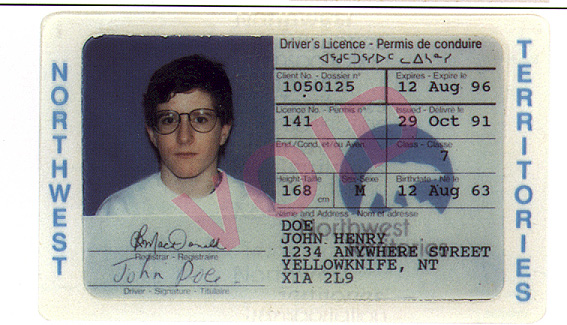 NORTHWEST
TERRITORIES
Driver's Licence - Permis de conduire
Client No. - Dossier n°
1050125
Expires - Expire le
12 Aug 96
Licence No. - Permis n°
141
Issued - Délivré le
29 Oct 91
End./Cond. et/ou Aven.
Class - Classe
7
Height-Taille
168 cm
Sex-Sexe
M
Birthdate - Né le
12 Aug 63
Name and Address - Nom et adresse
DOE
JOHN HENRY
1234 ANYWHERE STREET
YELLOWKNIFE, NT
X1A 2L9
Northwest
Territories
VOID
Registrar - Registraire
John Doe
Driver - Signature - Titulaire